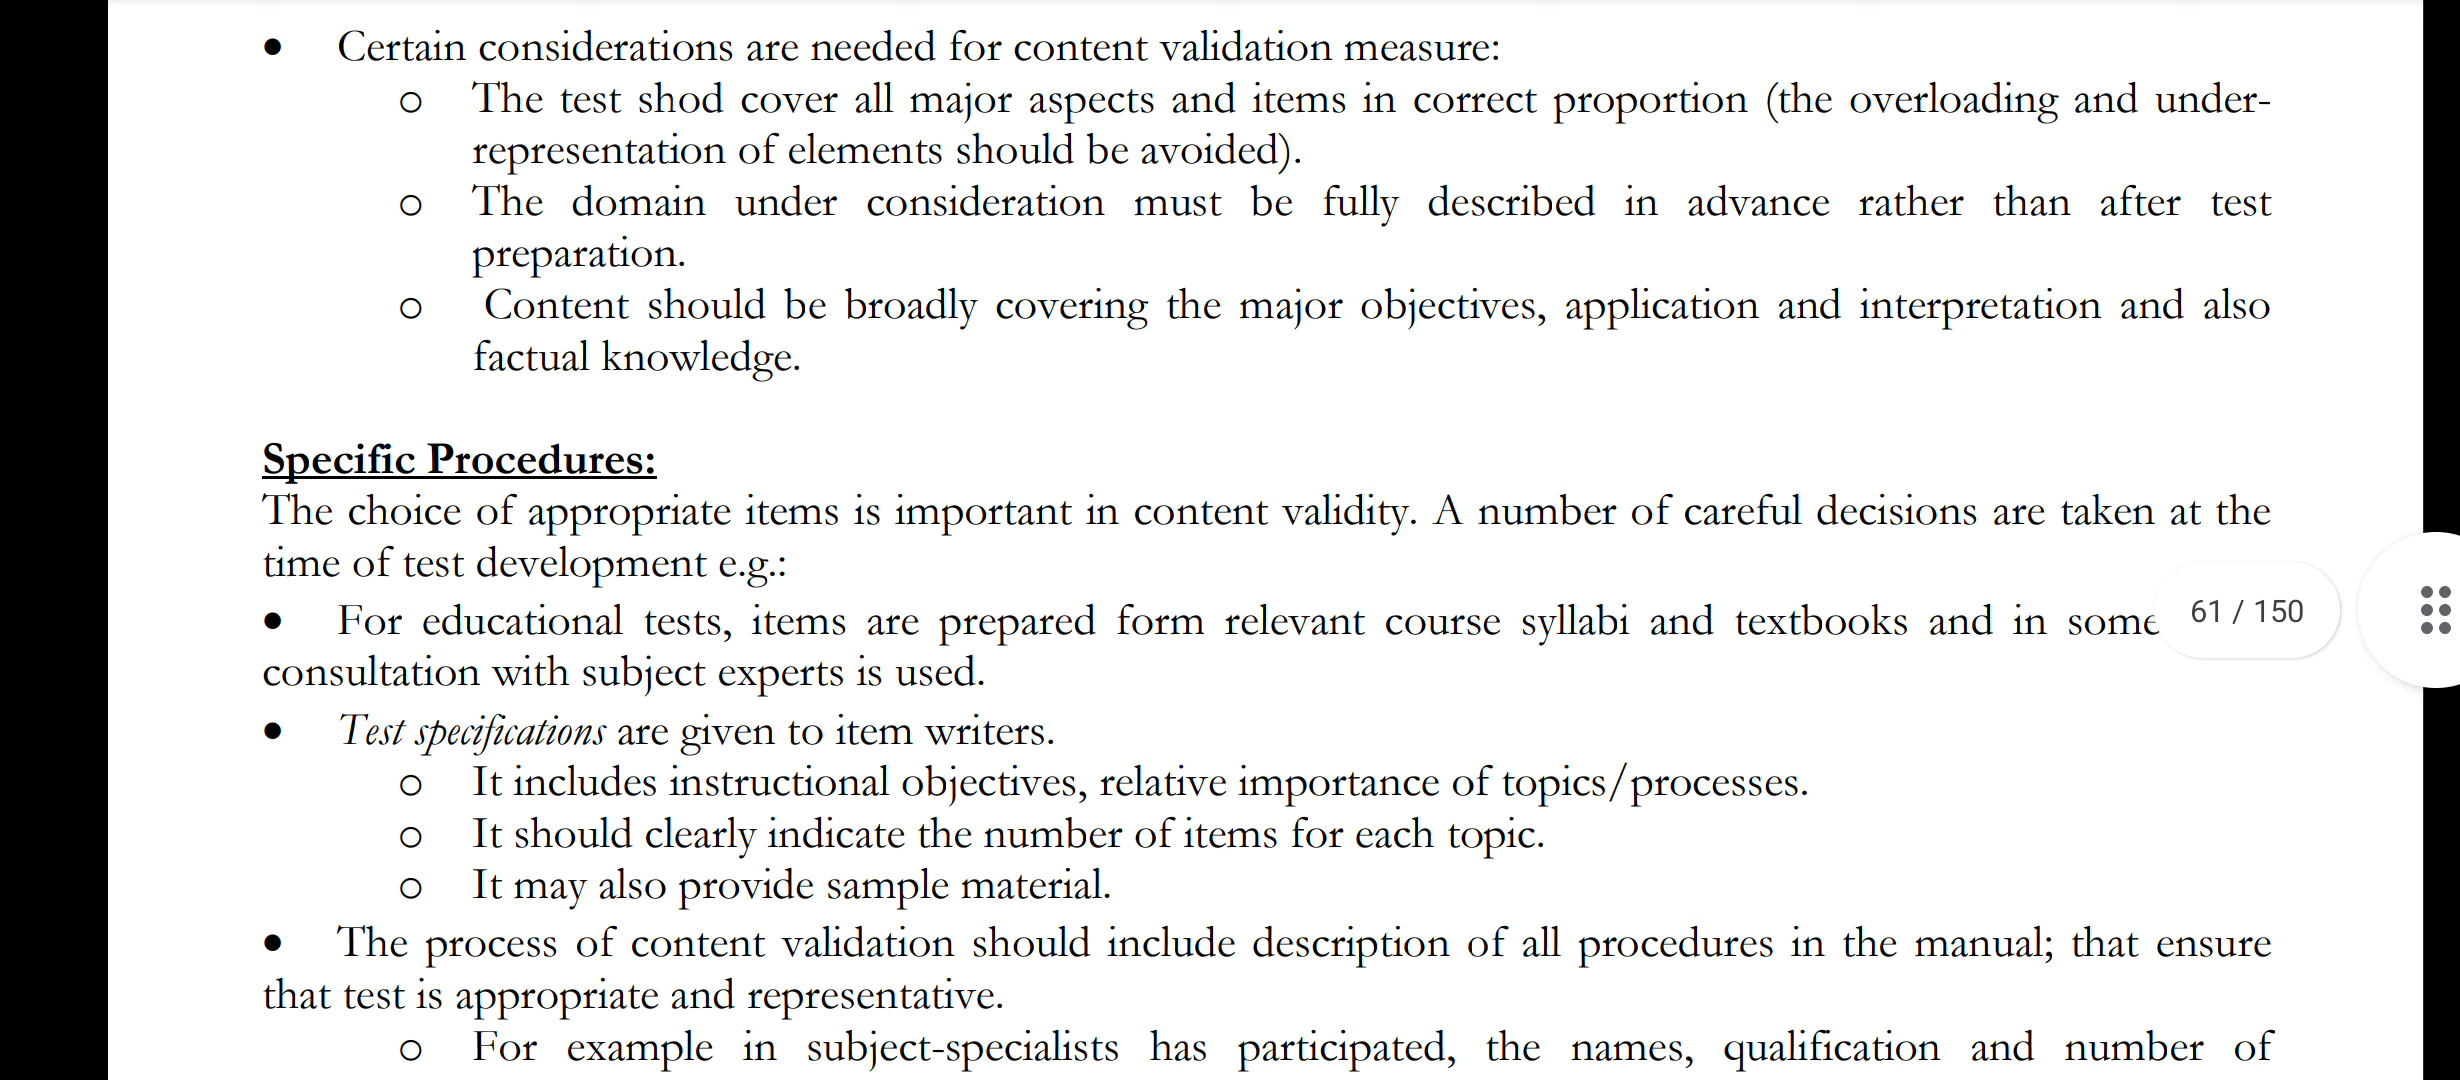 • Certain considerations are needed for content validation measure:
o The test shod cover all major aspects and items in correct proportion (the overloading and under-
representation of elements should be avoided).
o The domain under consideration must be fully described in advance rather than after test
preparation.
o Content should be broadly covering the major objectives, application and interpretation and also
factual knowledge.
Specific Procedures:
The choice of appropriate items is important in content validity. A number of careful decisions are taken at the
time of test development e.g.:
• For educational tests, items are prepared form relevant course syllabi and textbooks and in some
61 / 150
consultation with subject experts is used.
• Test specifications are given to item writers.
o It includes instructional objectives, relative importance of topics/processes.
o It should clearly indicate the number of items for each topic.
o It may also provide sample material.
• The process of content validation should include description of all procedures in the manual; that ensure
that test is appropriate and representative.
o For example in subject-specialists has participated, the names, qualification and number of